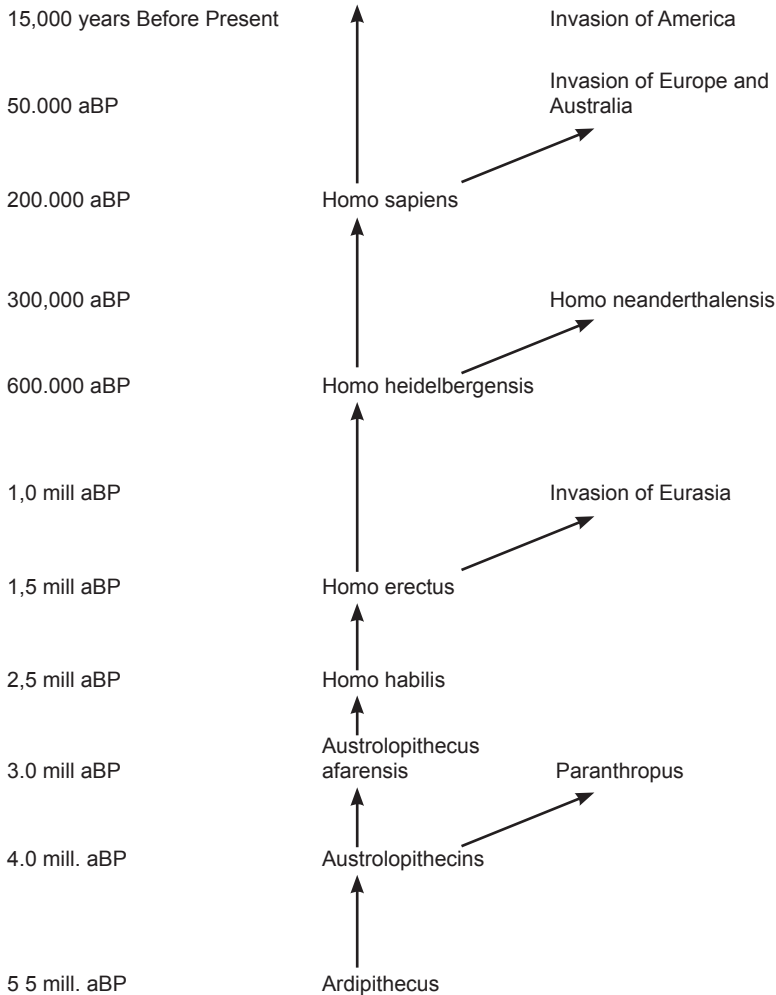 15,000 years Before Present Invasion of America
Invasion of Europe and
50.000 aBP Australia
200.000 aBP Homo sapiens
300,000 aBP Homo neanderthalensis
600.000 aBP Homo heidelbergensis
1,0 mill aBP Invasion of Eurasia
1,5 mill aBP Homo erectus
2,5 mill aBP Homo habilis
Austrolopithecus
3.0 mill aBP afarensis Paranthropus
4.0 mill. aBP Austrolopithecins
5 5 mill. aBP Ardipithecus